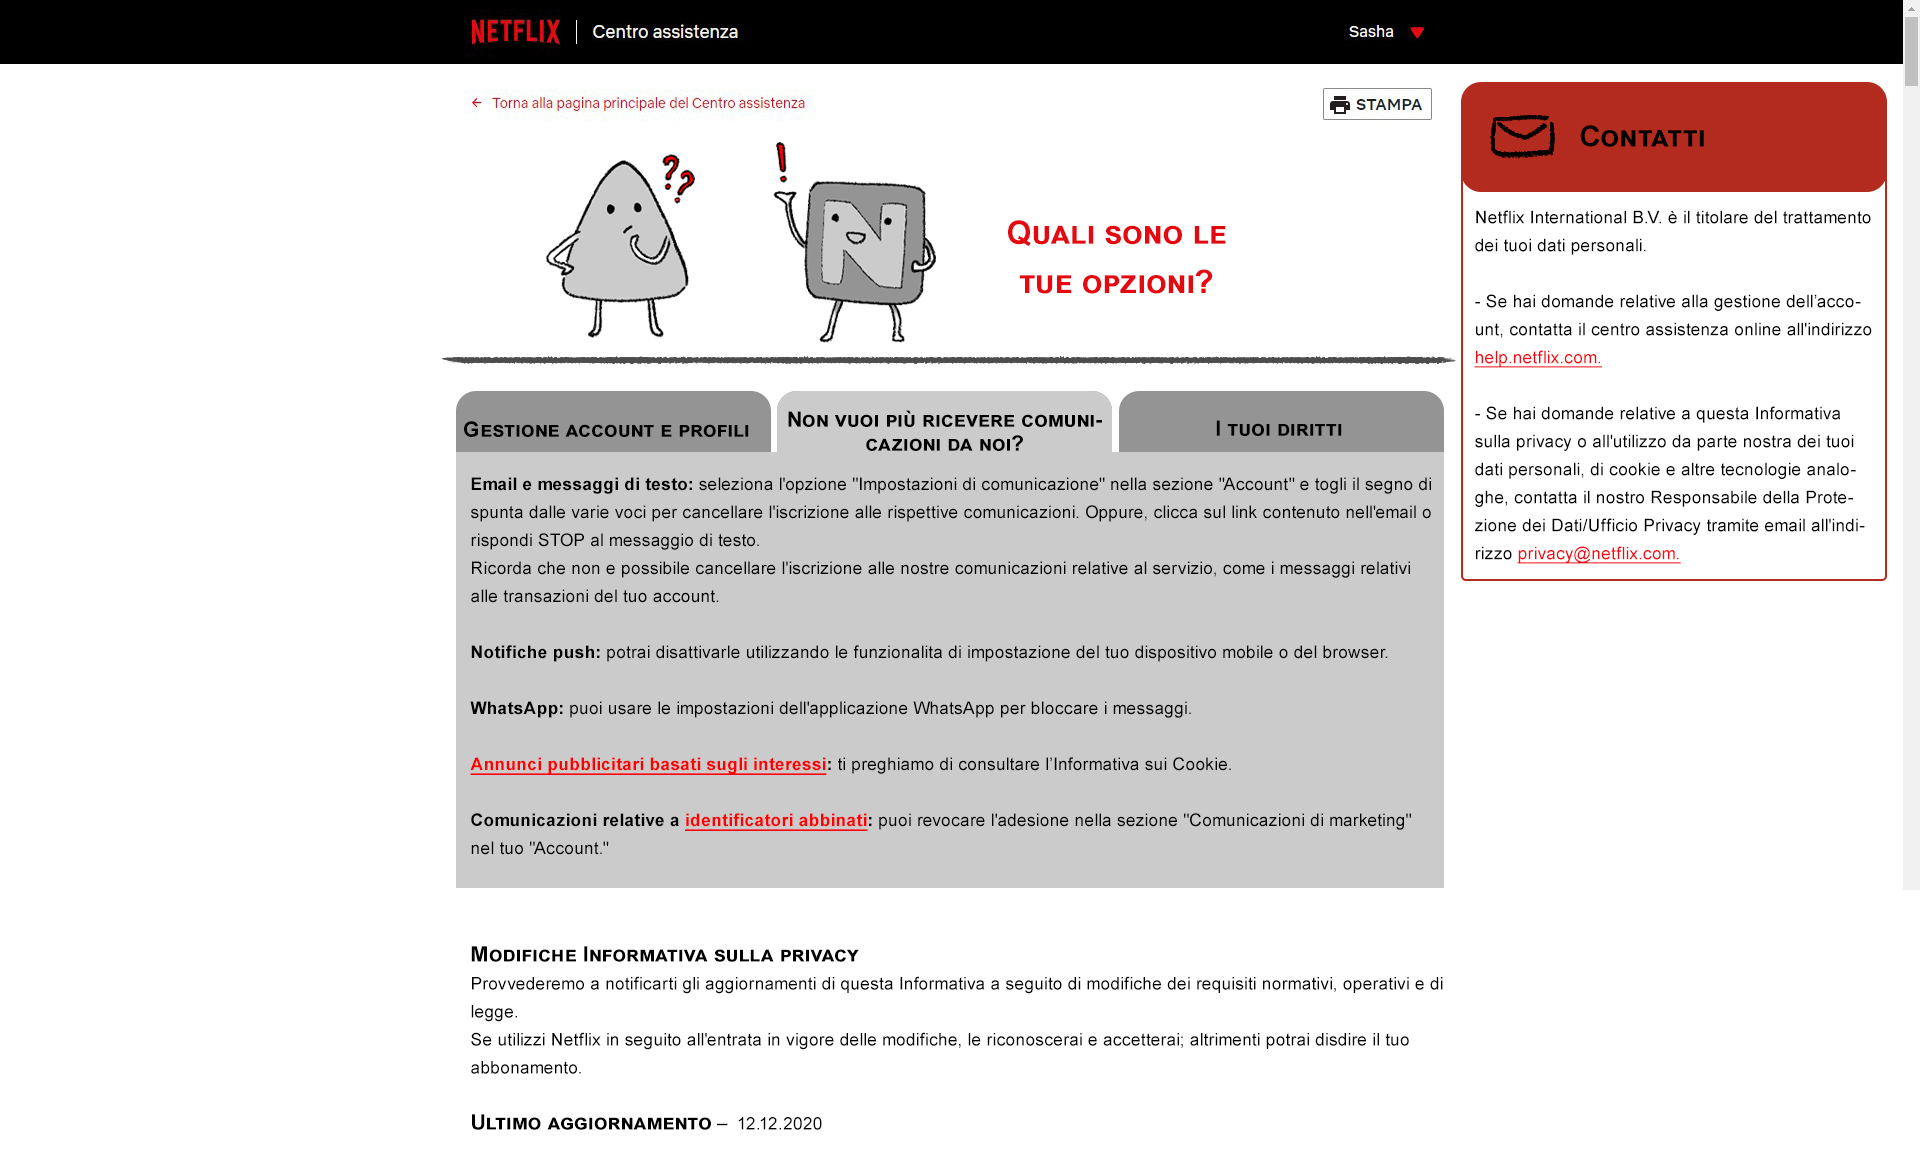 NETFLIX
Centro assistenza
Sasha
← Torna alla pagina principale del Centro assistenza
STAMPA
??
!
N
QUALI SONO LE
TUE OPZIONI?
GESTIONE ACCOUNT E PROFILI
NON VUOI PIÙ RICEVERE COMUNI-
CAZIONI DA NOI?
I TUOI DIRITTI
Email e messaggi di testo: seleziona l'opzione "Impostazioni di comunicazione" nella sezione "Account" e togli il segno di
spunta dalle varie voci per cancellare l'iscrizione alle rispettive comunicazioni. Oppure, clicca sul link contenuto nell'email o
rispondi STOP al messaggio di testo.
Ricorda che non e possibile cancellare l'iscrizione alle nostre comunicazioni relative al servizio, come i messaggi relativi
alle transazioni del tuo account.
Notifiche push: potrai disattivarle utilizzando le funzionalita di impostazione del tuo dispositivo mobile o del browser.
WhatsApp: puoi usare le impostazioni dell'applicazione WhatsApp per bloccare i messaggi.
Annunci pubblicitari basati sugli interessi: ti preghiamo di consultare l’Informativa sui Cookie.
Comunicazioni relative a identificatori abbinati: puoi revocare l'adesione nella sezione "Comunicazioni di marketing"
nel tuo "Account."
MODIFICHE INFORMATIVA SULLA PRIVACY
Provvederemo a notificarti gli aggiornamenti di questa Informativa a seguito di modifiche dei requisiti normativi, operativi e di
legge.
Se utilizzi Netflix in seguito all'entrata in vigore delle modifiche, le riconoscerai e accetterai; altrimenti potrai disdire il tuo
abbonamento.
ULTIMO AGGIORNAMENTO – 12.12.2020
CONTATTI
Netflix International B.V. è il titolare del trattamento
dei tuoi dati personali.
- Se hai domande relative alla gestione dell’acco-
unt, contatta il centro assistenza online all'indirizzo
help.netflix.com.
- Se hai domande relative a questa Informativa
sulla privacy o all'utilizzo da parte nostra dei tuoi
dati personali, di cookie e altre tecnologie analo-
ghe, contatta il nostro Responsabile della Prote-
zione dei Dati/Ufficio Privacy tramite email all'indi-
rizzo privacy@netflix.com.